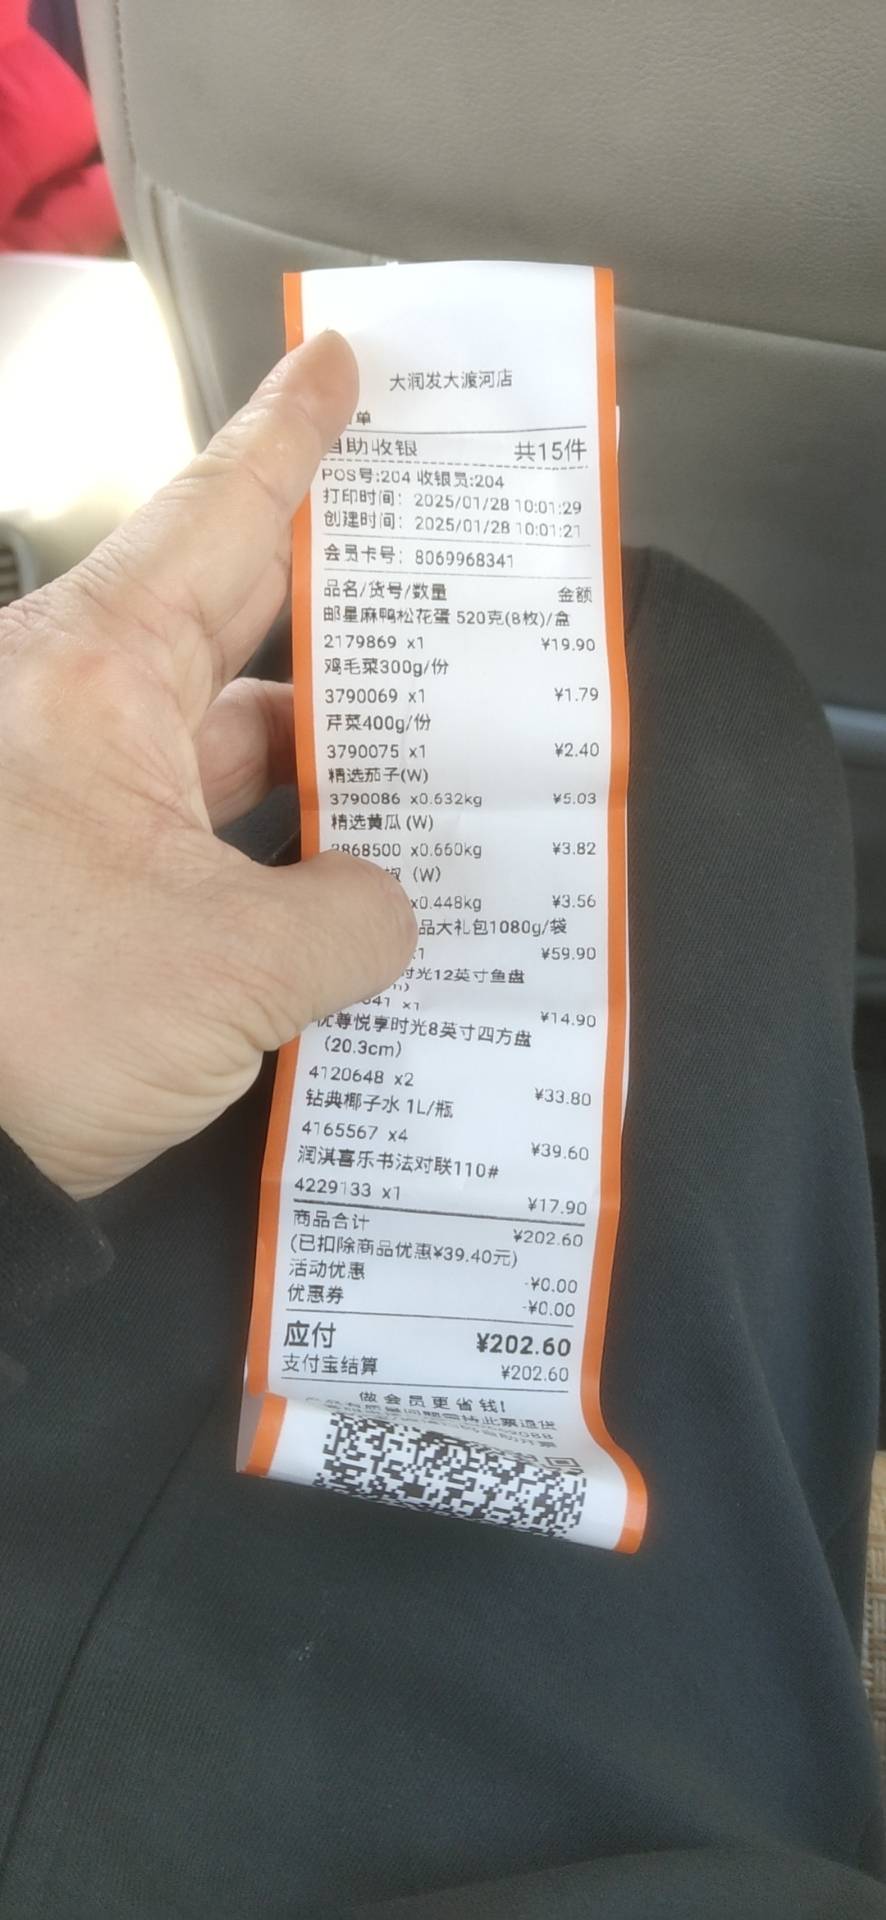 大润发大渡河店
单
自助收银 共15件
POS号:204 收银员:204
打印时间: 2025/01/28 10:01:29
创建时间: 2025/01/28 10:01:21
会员卡号: 8069968341
品名/货号/数量 金额
邮星麻鸭松花蛋 520克(8枚)/盒
2179869 x1 ¥19.90
鸡毛菜300g/份
3790069 x1 ¥1.79
芹菜400g/份
3790075 x1 ¥2.40
精选茄子(W)
3790086 x0.632kg ¥5.03
精选黄瓜(W)
868500 x0.660kg ¥3.82
椒 (W)
x0.448kg ¥3.56
品大礼包1080g/袋
x1 ¥59.90
时光12英寸鱼盘
641 x1 ¥14.90
优尊悦享时光8英寸四方盘
(20.3cm)
4120648 x2 ¥33.80
钻典椰子水 1L/瓶
4165567 x4 ¥39.60
润淇喜乐书法对联110#
4229133 x1 ¥17.90
商品合计 ¥202.60
(已扣除商品优惠¥39.40元)
活动优惠 -¥0.00
优惠券 -¥0.00
应付 ¥202.60
支付宝结算 ¥202.60
做会员更省钱!